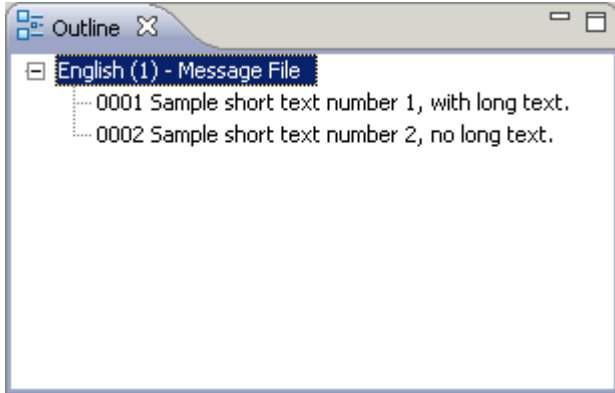 Outline
English (1) - Message File
0001 Sample short text number 1, with long text.
0002 Sample short text number 2, no long text.